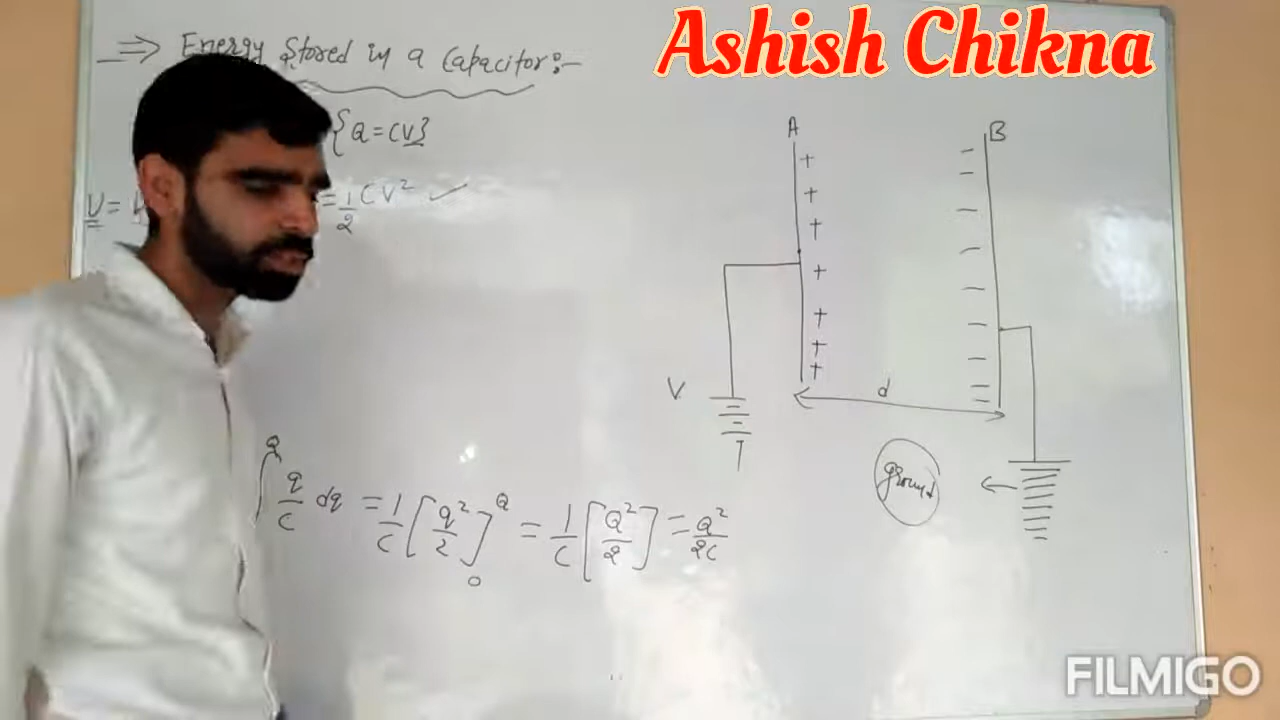 Ashish Chikna
⇒ Energy Stored in a Capacitor:-
{Q = CV}
U = = 1/2 CV² ✓
A
B
+ + + + + + +
− − − − − − − − −
V
d
ground
∫^Q q/C dq = 1/C [q²/2]₀^Q = 1/C [Q²/2] = Q²/2C
FILMIGO